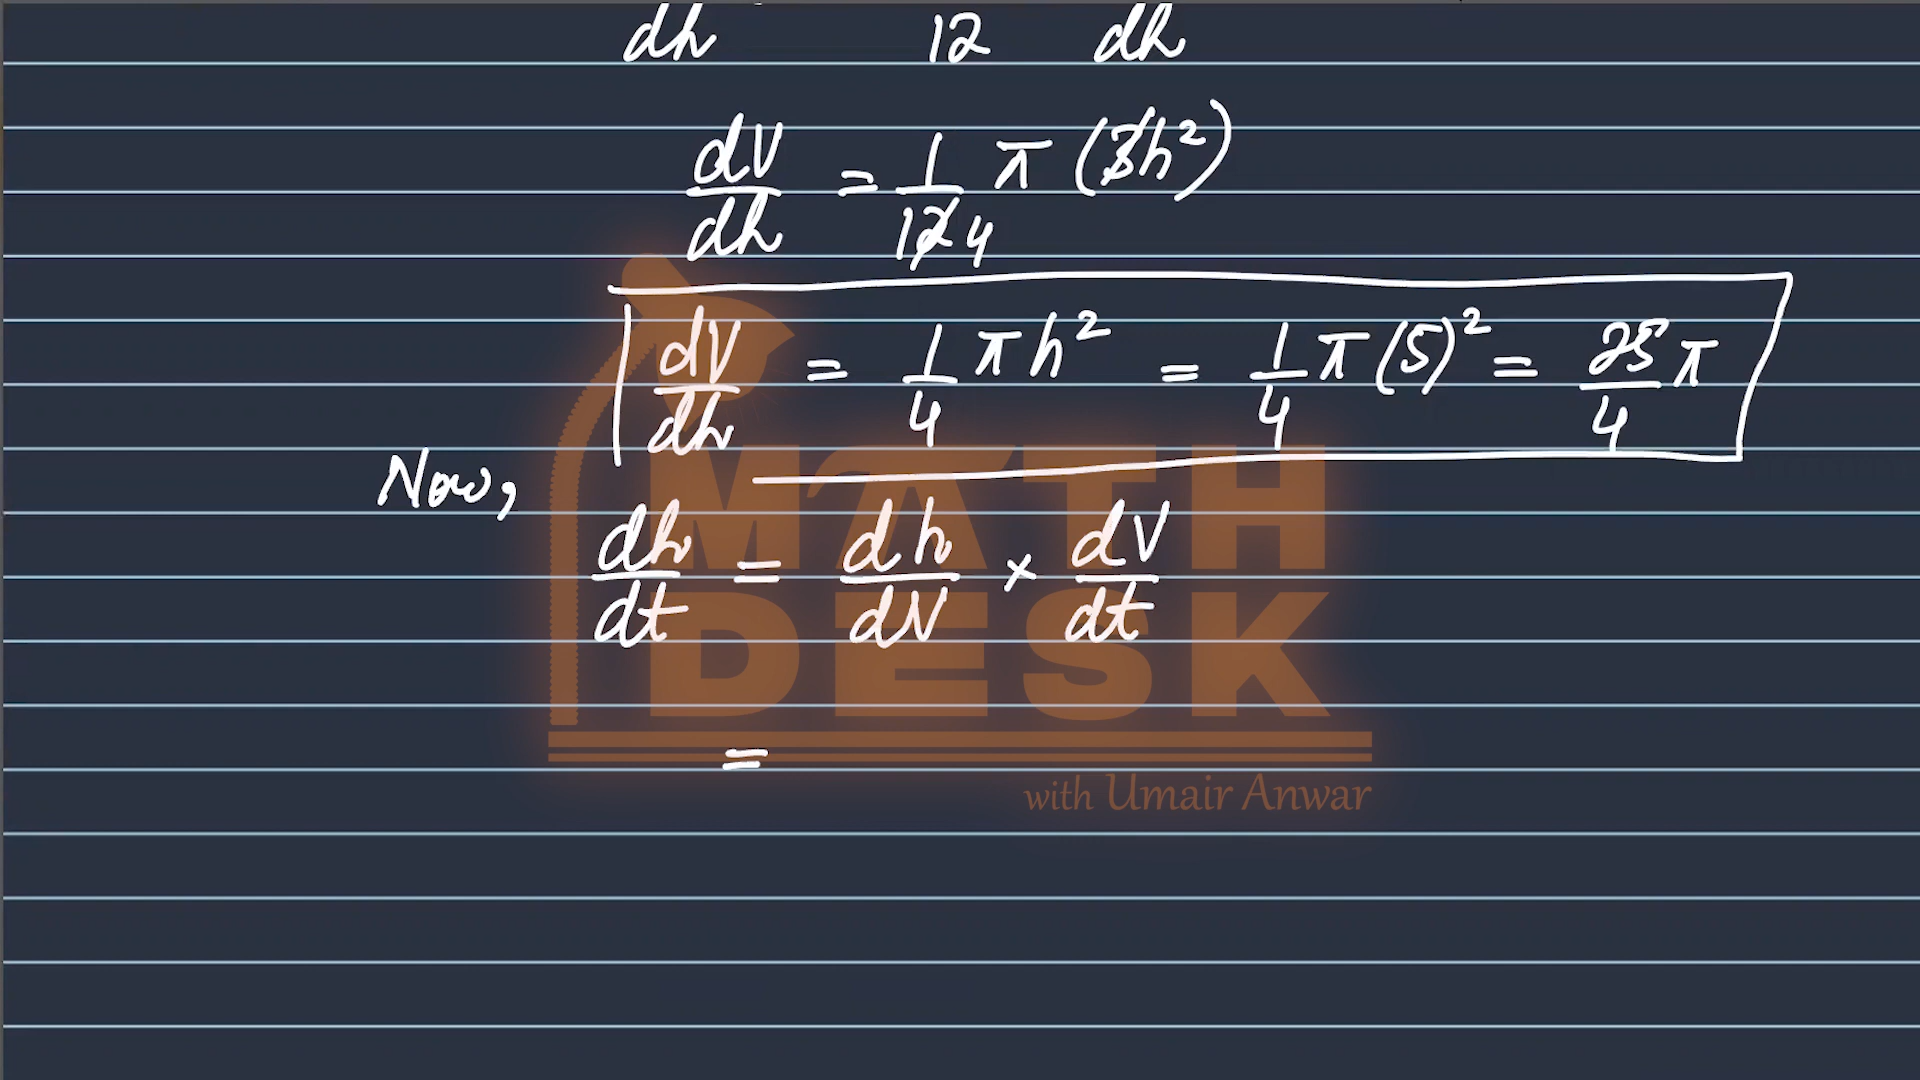 dh 12 dh
dV/dh = 1/12 4 π (3h²)
dV/dh = 1/4 π h² = 1/4 π (5)² = 25/4 π
Now,
dh/dt = dh/dV × dV/dt
=
MATH
DESK
with Umair Anwar